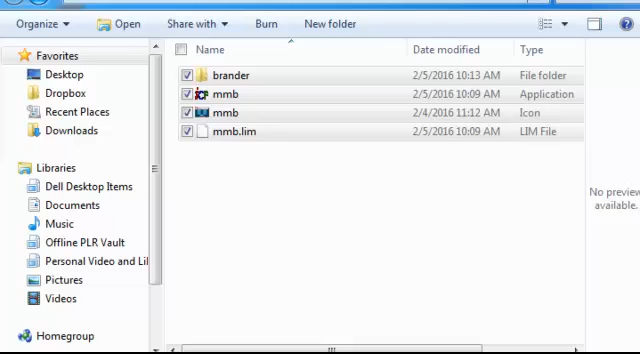 Organize Open Share with Burn New folder
Favorites
Desktop
Dropbox
Recent Places
Downloads
Libraries
Dell Desktop Items
Documents
Music
Offline PLR Vault
Personal Video and Li
Pictures
Videos
Homegroup
Name Date modified Type
brander 2/5/2016 10:13 AM File folder
mmb 2/5/2016 10:09 AM Application
mmb 2/4/2016 11:12 AM Icon
mmb.lim 2/5/2016 10:09 AM LIM File
No preview
available.